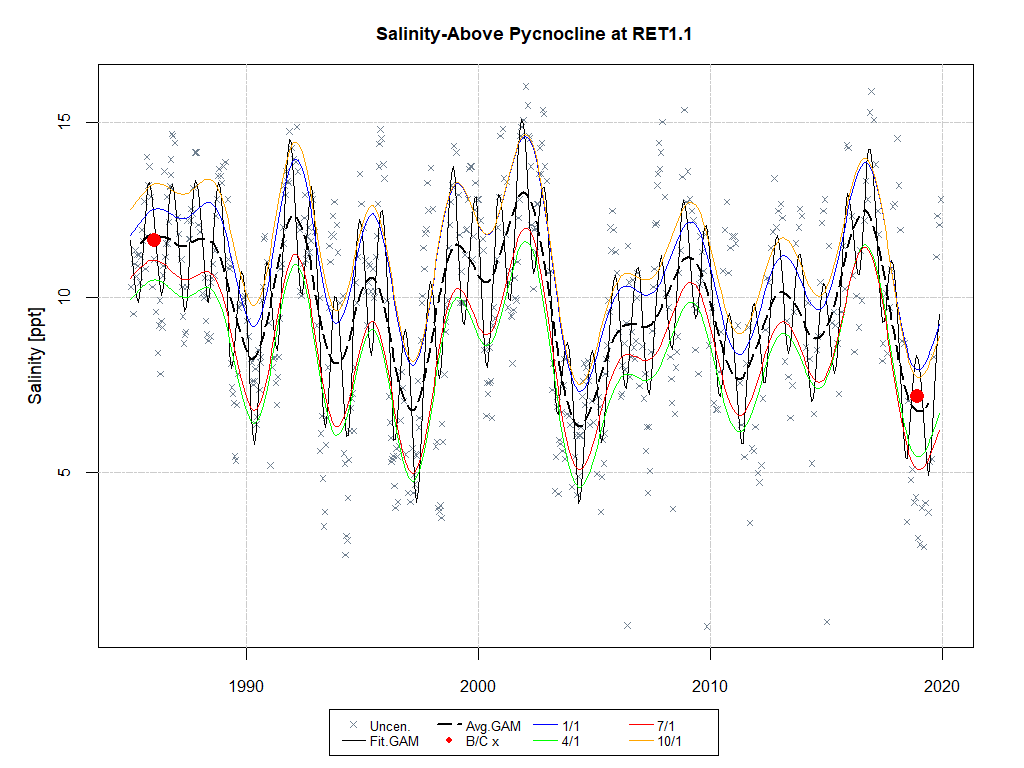 Salinity-Above Pycnocline at RET1.1
Salinity [ppt]
15
10
5
1990 2000 2010 2020
Uncen. Avg.GAM 1/1 7/1
Fit.GAM B/C x 4/1 10/1